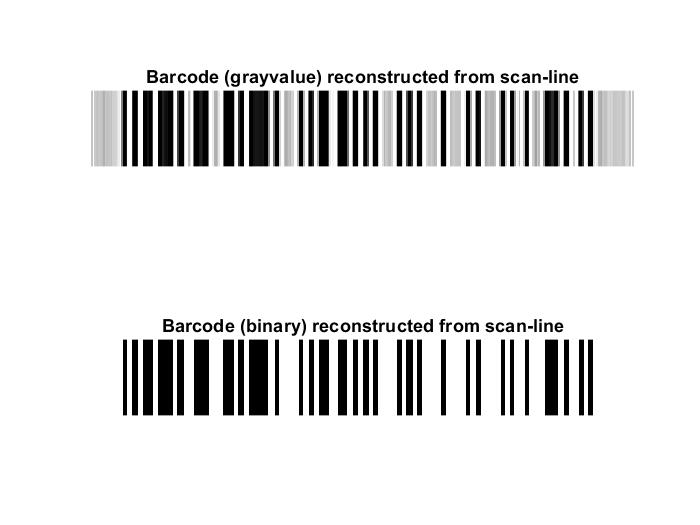 Barcode (grayvalue) reconstructed from scan-line
Barcode (binary) reconstructed from scan-line